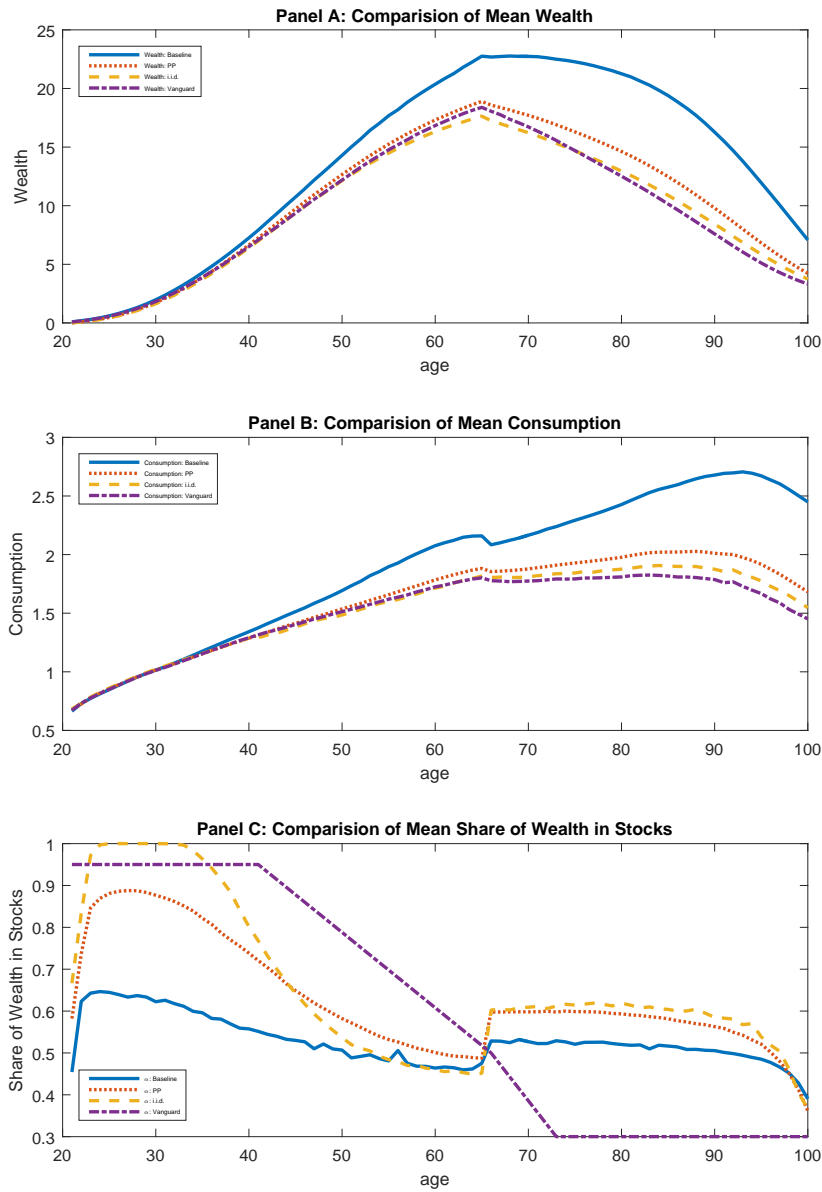 Panel A: Comparision of Mean Wealth
25
20
15
10
5
0
Wealth
Wealth: Baseline
Wealth: PP
Wealth: i.i.d.
Wealth: Vanguard
20 30 40 50 60 70 80 90 100
age
Panel B: Comparision of Mean Consumption
3
2.5
2
1.5
1
0.5
Consumption
Consumption: Baseline
Consumption: PP
Consumption: i.i.d.
Consumption: Vanguard
20 30 40 50 60 70 80 90 100
age
Panel C: Comparision of Mean Share of Wealth in Stocks
1
0.9
0.8
0.7
0.6
0.5
0.4
0.3
Share of Wealth in Stocks
α: Baseline
α: PP
α: i.i.d.
α: Vanguard
20 30 40 50 60 70 80 90 100
age